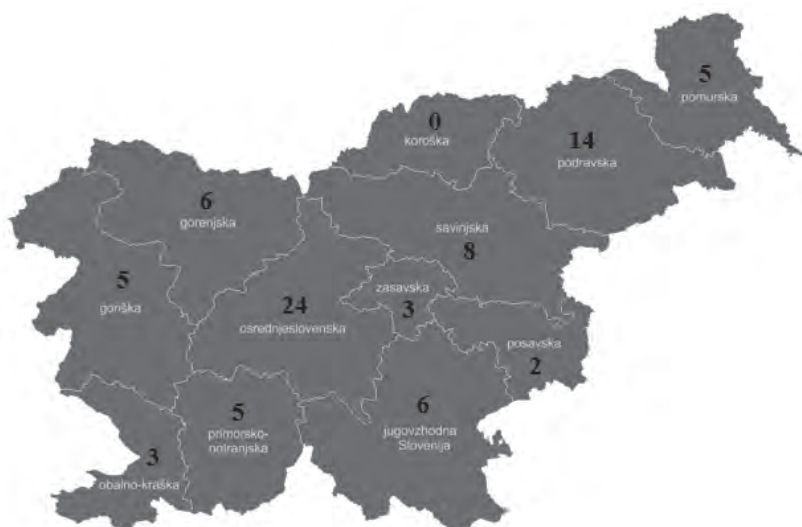 5
pomurska
0
koroška
14
podravska
6
gorenjska
savinjska
8
5
goriška
zasavska
3
24
osrednjeslovenska
posavska
2
5
primorsko-
notranjska
6
jugovzhodna
Slovenija
3
obalno-kraška